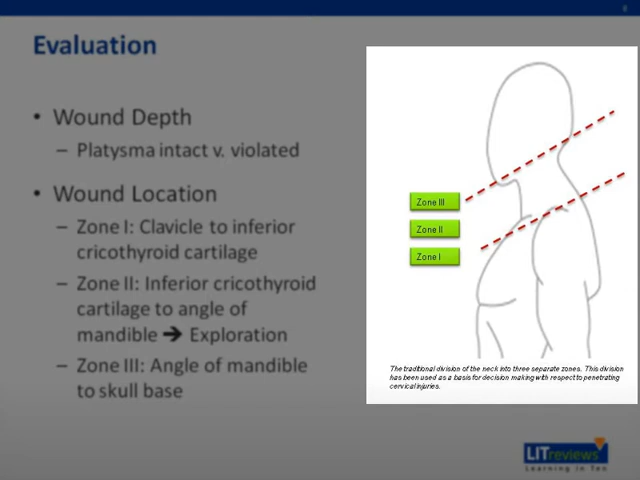 6
Evaluation
• Wound Depth
– Platysma intact v. violated
• Wound Location
– Zone I: Clavicle to inferior
cricothyroid cartilage
– Zone II: Inferior cricothyroid
cartilage to angle of
mandible ➔ Exploration
– Zone III: Angle of mandible
to skull base
Zone III
Zone II
Zone I
The traditional division of the neck into three separate zones. This division
has been used as a basis for decision making with respect to penetrating
cervical injuries.
LITreviews
Learning in Ten